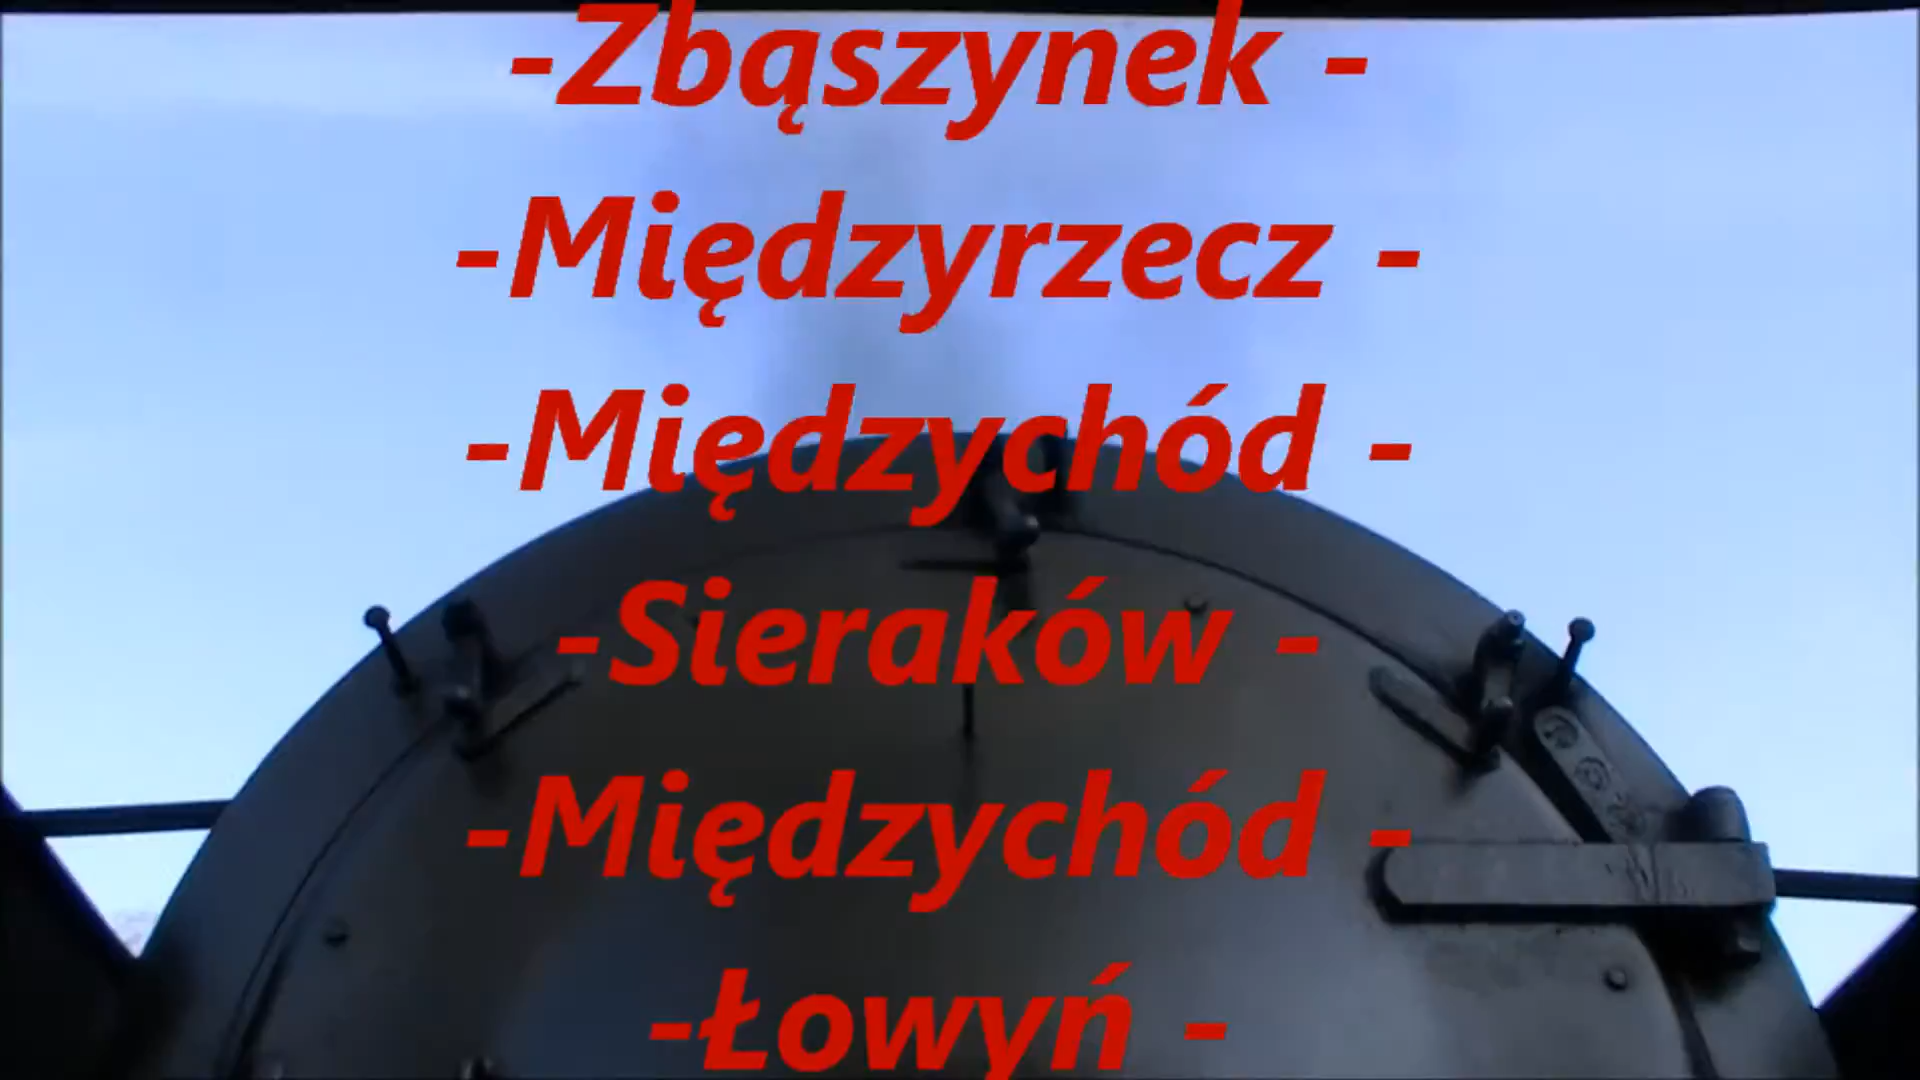 -Zbąszynek -
-Międzyrzecz -
-Międzychód -
-Sieraków -
-Międzychód -
-Łowyń -